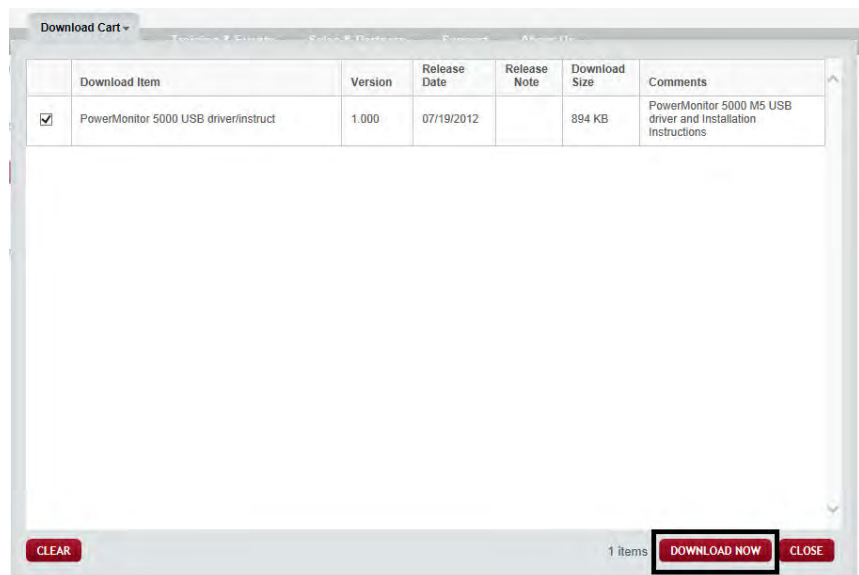 Download Cart
Download Item Version Release Date Release Note Download Size Comments
PowerMonitor 5000 USB driver/instruct 1.000 07/19/2012 894 KB PowerMonitor 5000 M5 USB
driver and Installation
Instructions
CLEAR 1 items DOWNLOAD NOW CLOSE